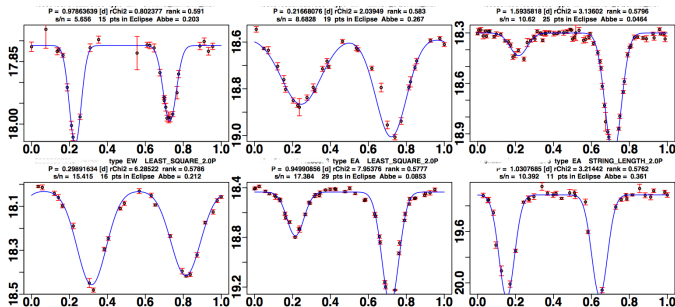 P = 0.97863639 [d] rChi2 = 0.802377 rank = 0.591
s/n = 5.656 15 pts in Eclipse Abbe = 0.203
17.85
18.00
0.0 0.2 0.4 0.6 0.8 1.0
P = 0.21668076 [d] rChi2 = 2.03949 rank = 0.583
s/n = 8.6828 19 pts in Eclipse Abbe = 0.267
18.6
18.8
19.0
0.0 0.2 0.4 0.6 0.8 1.0
P = 1.5935818 [d] rChi2 = 3.13602 rank = 0.5796
s/n = 10.62 25 pts in Eclipse Abbe = 0.0464
18.3
18.6
18.9
0.0 0.2 0.4 0.6 0.8 1.0
type EW LEAST_SQUARE_2.0P
P = 0.29891634 [d] rChi2 = 6.28522 rank = 0.5786
s/n = 15.415 16 pts in Eclipse Abbe = 0.212
18.1
18.3
18.5
0.0 0.2 0.4 0.6 0.8 1.0
type EA LEAST_SQUARE_2.0P
P = 0.94990856 [d] rChi2 = 7.95376 rank = 0.5777
s/n = 17.364 29 pts in Eclipse Abbe = 0.0853
18.4
18.8
19.2
0.0 0.2 0.4 0.6 0.8 1.0
type EA STRING_LENGTH_2.0P
P = 1.0307685 [d] rChi2 = 3.21442 rank = 0.5762
s/n = 10.392 11 pts in Eclipse Abbe = 0.361
19.6
20.0
0.0 0.2 0.4 0.6 0.8 1.0